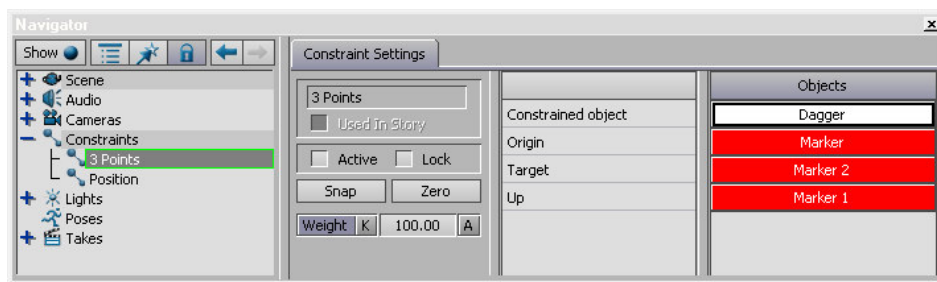 Navigator
Show
Scene
Audio
Cameras
Constraints
3 Points
Position
Lights
Poses
Takes
Constraint Settings
3 Points
Used In Story
Active Lock
Snap Zero
Weight K 100.00 A
Objects
Constrained object Dagger
Origin Marker
Target Marker 2
Up Marker 1